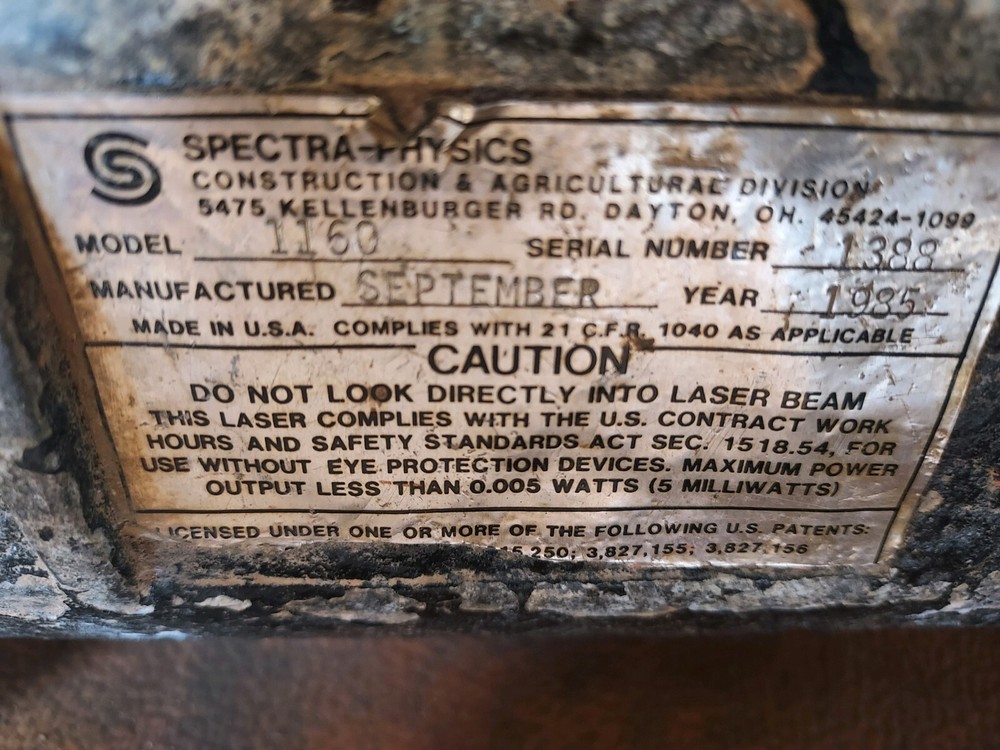 SPECTRA-PHYSICS
CONSTRUCTION & AGRICULTURAL DIVISION
5475 KELLENBURGER RD. DAYTON, OH. 45424-1099
MODEL 1160 SERIAL NUMBER 1388
MANUFACTURED SEPTEMBER YEAR 1985
MADE IN U.S.A. COMPLIES WITH 21 C.F.R. 1040 AS APPLICABLE
CAUTION
DO NOT LOOK DIRECTLY INTO LASER BEAM
THIS LASER COMPLIES WITH THE U.S. CONTRACT WORK
HOURS AND SAFETY STANDARDS ACT SEC. 1518.54, FOR
USE WITHOUT EYE PROTECTION DEVICES. MAXIMUM POWER
OUTPUT LESS THAN 0.005 WATTS (5 MILLIWATTS)
LICENSED UNDER ONE OR MORE OF THE FOLLOWING U.S. PATENTS:
250; 3,827,155; 3,827,156